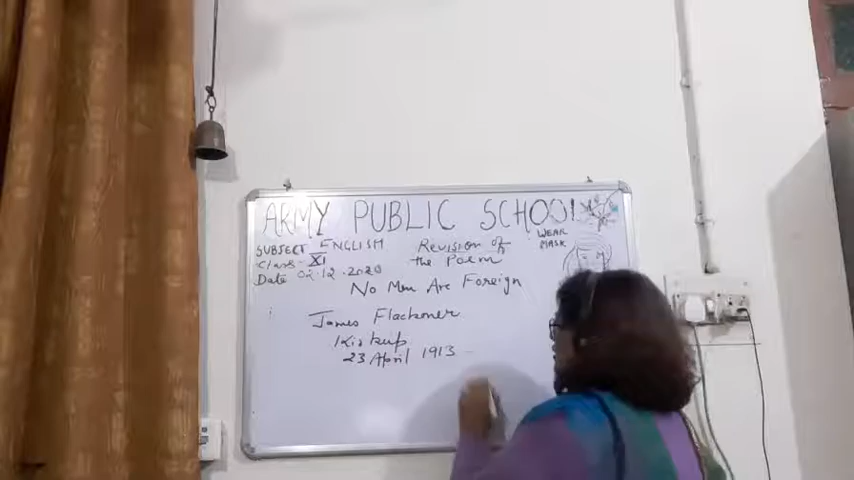 ARMY PUBLIC SCHOOL
SUBJECT ENGLISH
Class - XI
Date 02.12.2020
Revision of
the Poem
WEAR
MASK
No Men Are Foreign
James Flackoner
Kirkup
23 April 1913 -